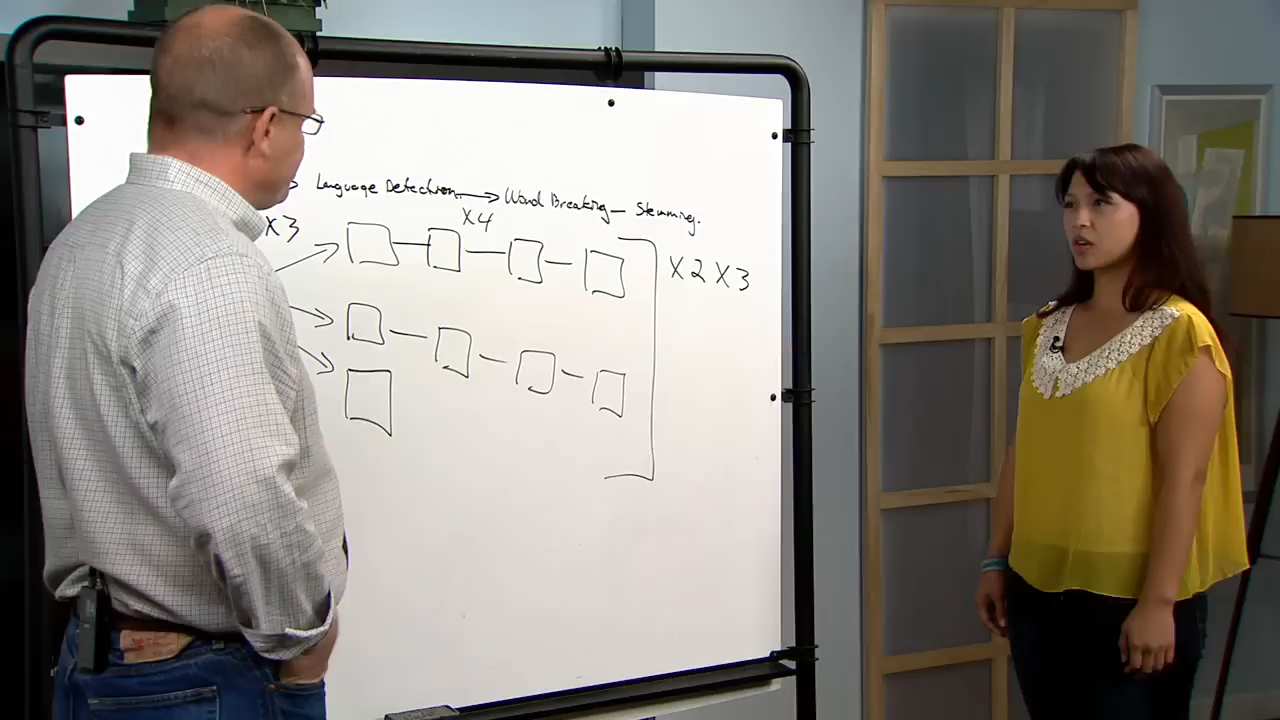 Language Detection → Word Breaking — Stemming.
X3 X4
X2 X3